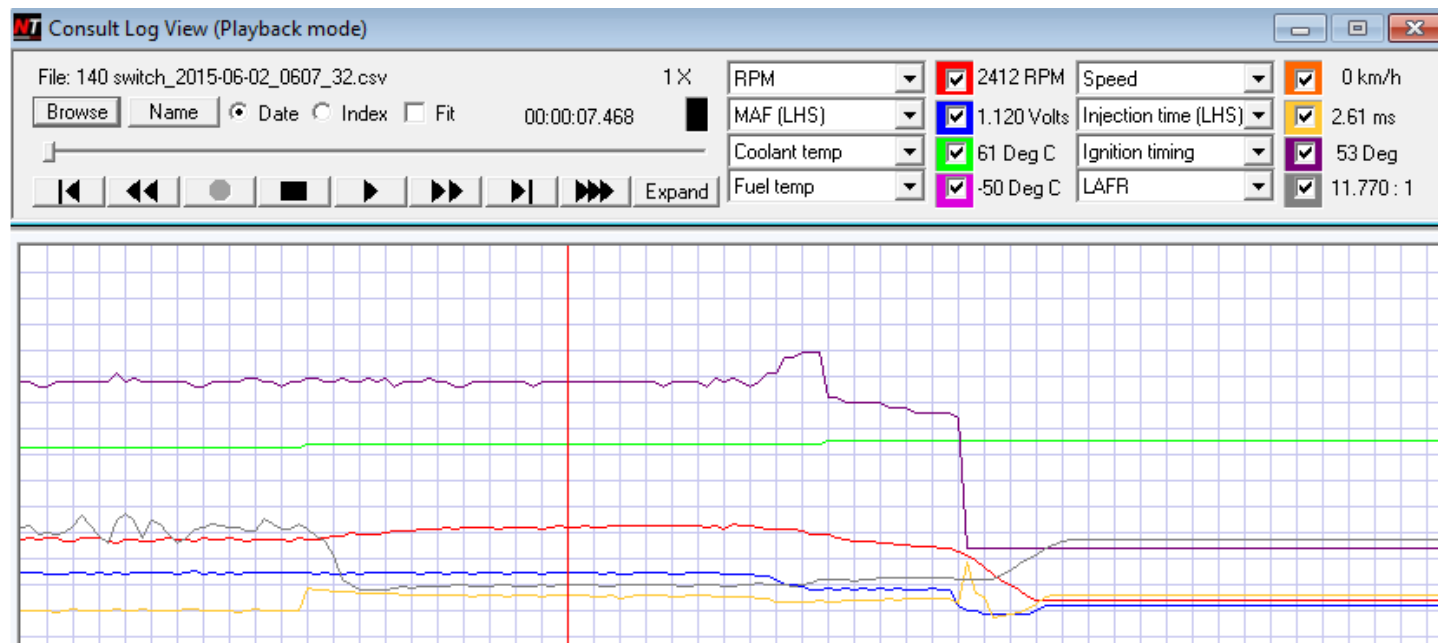 NT Consult Log View (Playback mode)
File: 140 switch_2015-06-02_0607_32.csv 1 X
Browse Name Date Index Fit 00:00:07.468
Expand
RPM 2412 RPM Speed 0 km/h
MAF (LHS) 1.120 Volts Injection time (LHS) 2.61 ms
Coolant temp 61 Deg C Ignition timing 53 Deg
Fuel temp -50 Deg C LAFR 11.770 : 1